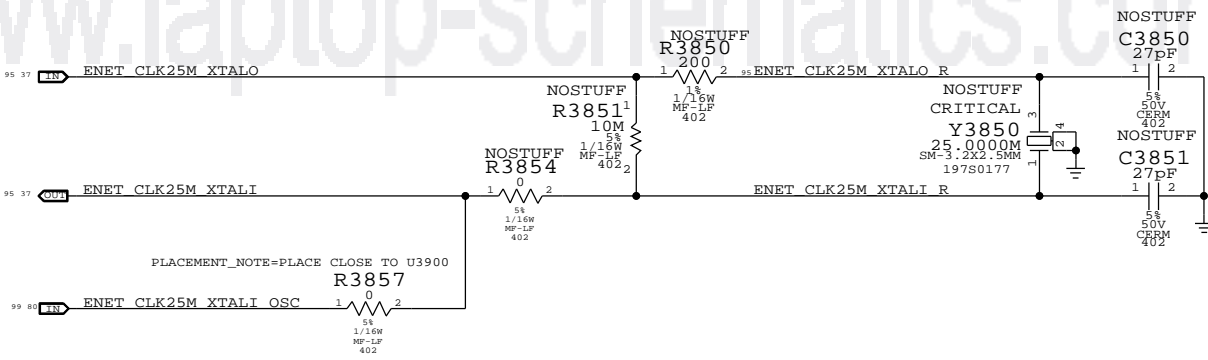 www.laptop-schematics.com
NOSTUFF
C3850
27pF
1 2
5%
50V
CERM
402
NOSTUFF
R3850
200
1 2
1%
1/16W
MF-LF
402
95 37 IN ENET_CLK25M_XTALO
95 ENET_CLK25M_XTALO_R
NOSTUFF
R3851
10M
5%
1/16W
MF-LF
402
1
2
NOSTUFF
CRITICAL
Y3850
25.0000M
SM-3.2X2.5MM
197S0177
3
4
2
1
NOSTUFF
C3851
27pF
1 2
5%
50V
CERM
402
NOSTUFF
R3854
0
1 2
5%
1/16W
MF-LF
402
95 37 OUT ENET_CLK25M_XTALI
ENET_CLK25M_XTALI_R
PLACEMENT_NOTE=PLACE CLOSE TO U3900
R3857
0
1 2
5%
1/16W
MF-LF
402
99 80 IN ENET_CLK25M_XTALI_OSC